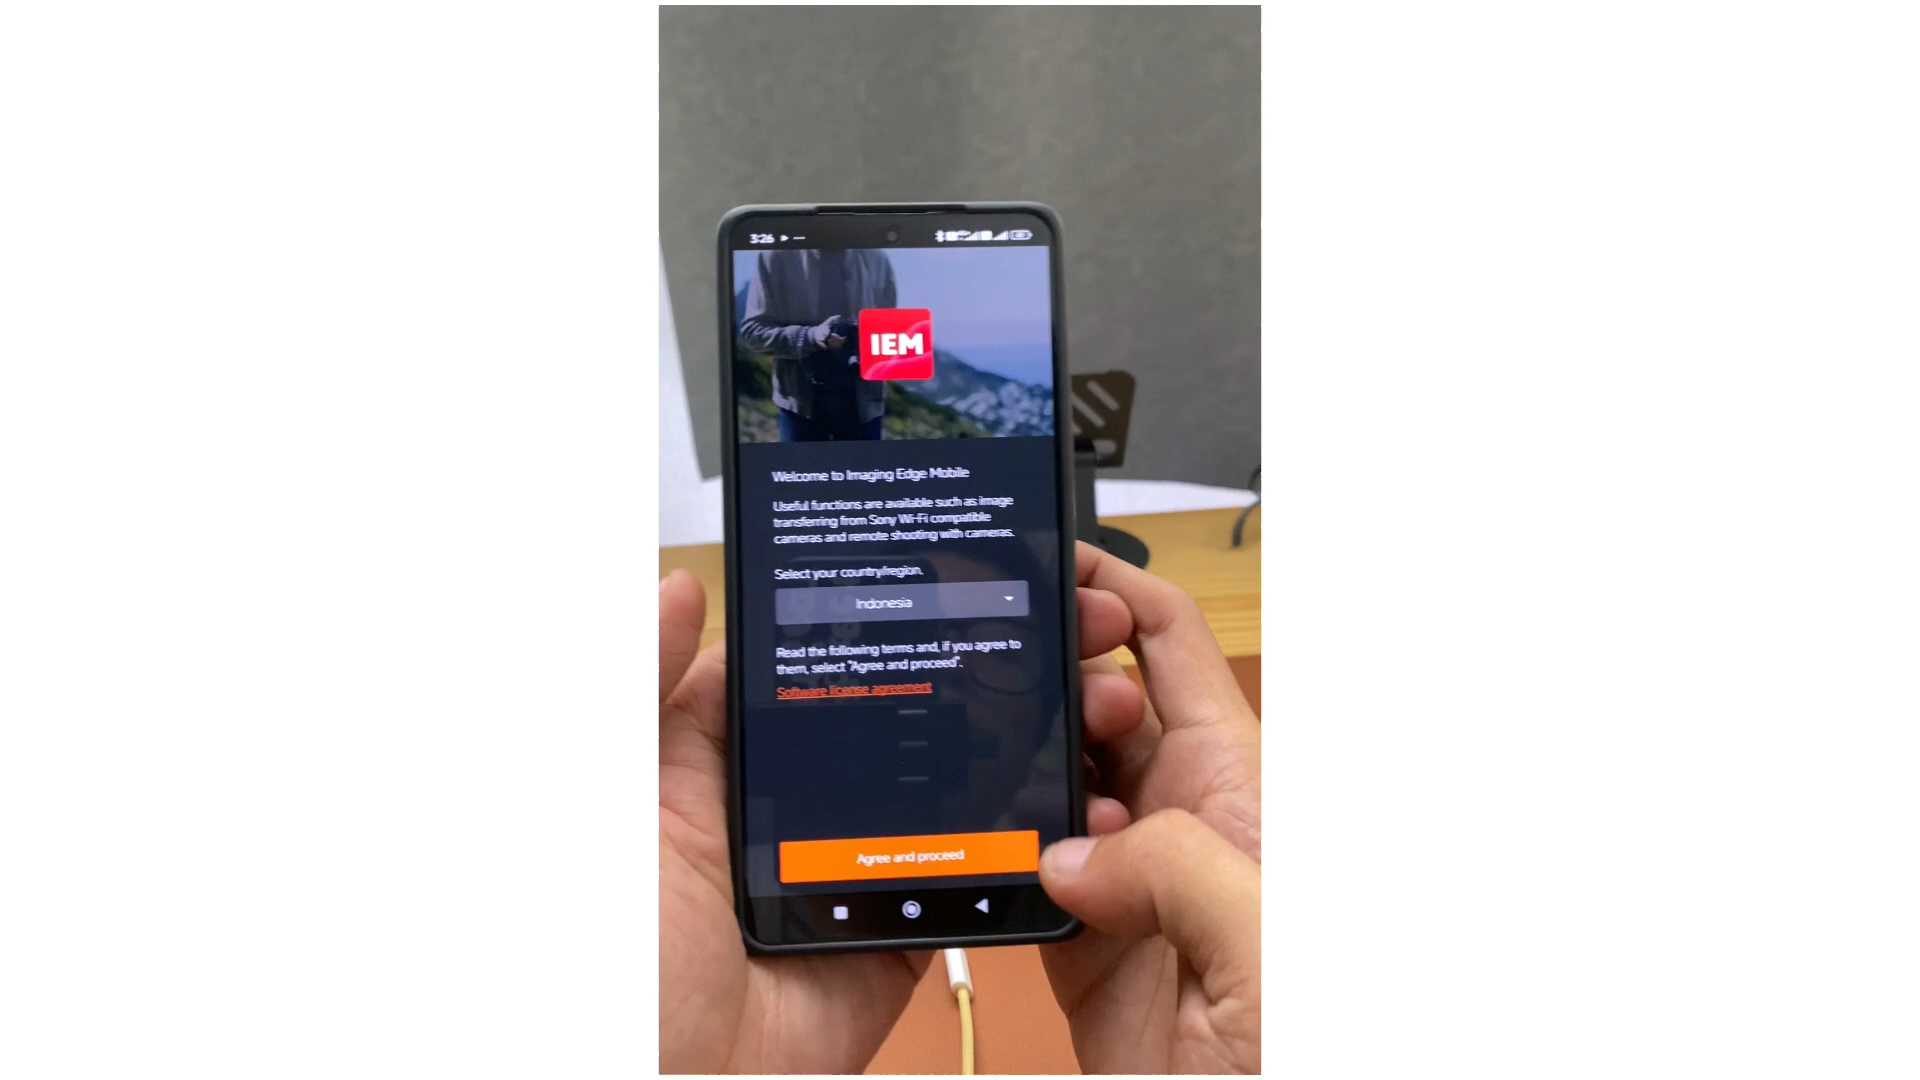 3:26
IEM
Welcome to Imaging Edge Mobile
Useful functions are available such as image
transferring from Sony Wi-Fi compatible
cameras and remote shooting with cameras.
Select your country/region.
Indonesia
Read the following terms and, if you agree to
them, select "Agree and proceed".
Software license agreement
Agree and proceed